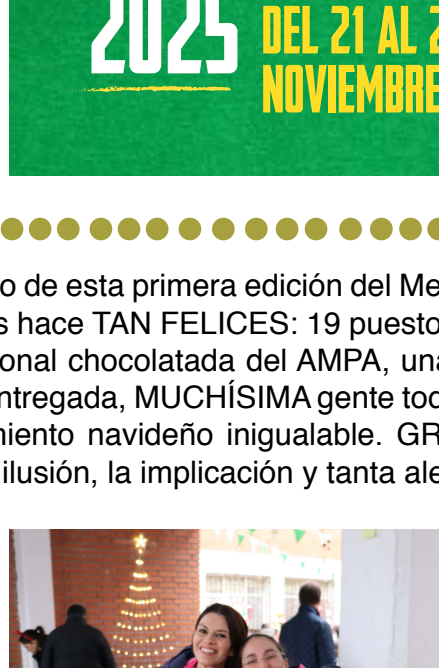 2025
DEL 21 AL 2
NOVIEMBRE
o de esta primera edición del Me
s hace TAN FELICES: 19 puesto
onal chocolatada del AMPA, una
ntregada, MUCHÍSIMA gente tod
iento navideño inigualable. GR
ilusión, la implicación y tanta ale